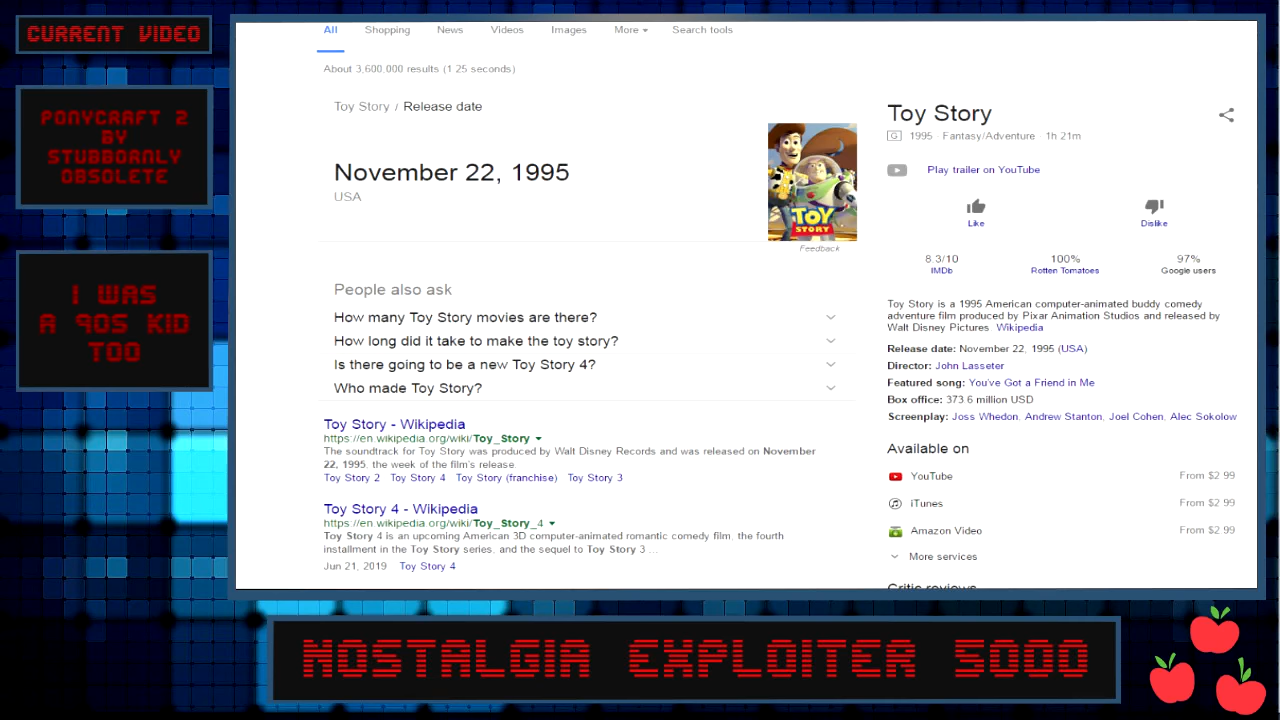 CURRENT VIDEO
PONYCRAFT 2
BY
STUBBORNLY
OBSOLETE
I WAS
A 90S KID
TOO
All Shopping News Videos Images More Search tools
About 3,600,000 results (1 25 seconds)
Toy Story / Release date
November 22, 1995
USA
TOY
STORY
Feedback
People also ask
How many Toy Story movies are there?
How long did it take to make the toy story?
Is there going to be a new Toy Story 4?
Who made Toy Story?
Toy Story - Wikipedia
https://en.wikipedia.org/wiki/Toy_Story
The soundtrack for Toy Story was produced by Walt Disney Records and was released on November
22, 1995, the week of the film's release.
Toy Story 2 Toy Story 4 Toy Story (franchise) Toy Story 3
Toy Story 4 - Wikipedia
https://en.wikipedia.org/wiki/Toy_Story_4
Toy Story 4 is an upcoming American 3D computer-animated romantic comedy film, the fourth
installment in the Toy Story series, and the sequel to Toy Story 3 ...
Jun 21, 2019 Toy Story 4
Toy Story
G 1995 · Fantasy/Adventure · 1h 21m
Play trailer on YouTube
Like Dislike
8.3/10 100% 97%
IMDb Rotten Tomatoes Google users
Toy Story is a 1995 American computer-animated buddy comedy
adventure film produced by Pixar Animation Studios and released by
Walt Disney Pictures. Wikipedia
Release date: November 22, 1995 (USA)
Director: John Lasseter
Featured song: You've Got a Friend in Me
Box office: 373.6 million USD
Screenplay: Joss Whedon, Andrew Stanton, Joel Cohen, Alec Sokolow
Available on
YouTube From $2 99
iTunes From $2 99
Amazon Video From $2 99
More services
Critic reviews
NOSTALGIA EXPLOITER 5000